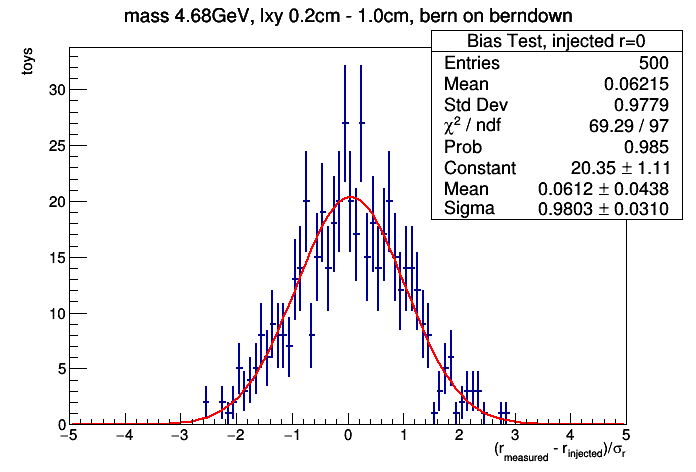 mass 4.68GeV, lxy 0.2cm - 1.0cm, bern on berndown
Bias Test, injected r=0
Entries 500
Mean 0.06215
Std Dev 0.9779
χ² / ndf 69.29 / 97
Prob 0.985
Constant 20.35 ± 1.11
Mean 0.0612 ± 0.0438
Sigma 0.9803 ± 0.0310
toys
30
25
20
15
10
5
0
−5 −4 −3 −2 −1 0 1 2 3 4 5
(r_measured - r_injected)/σ_r